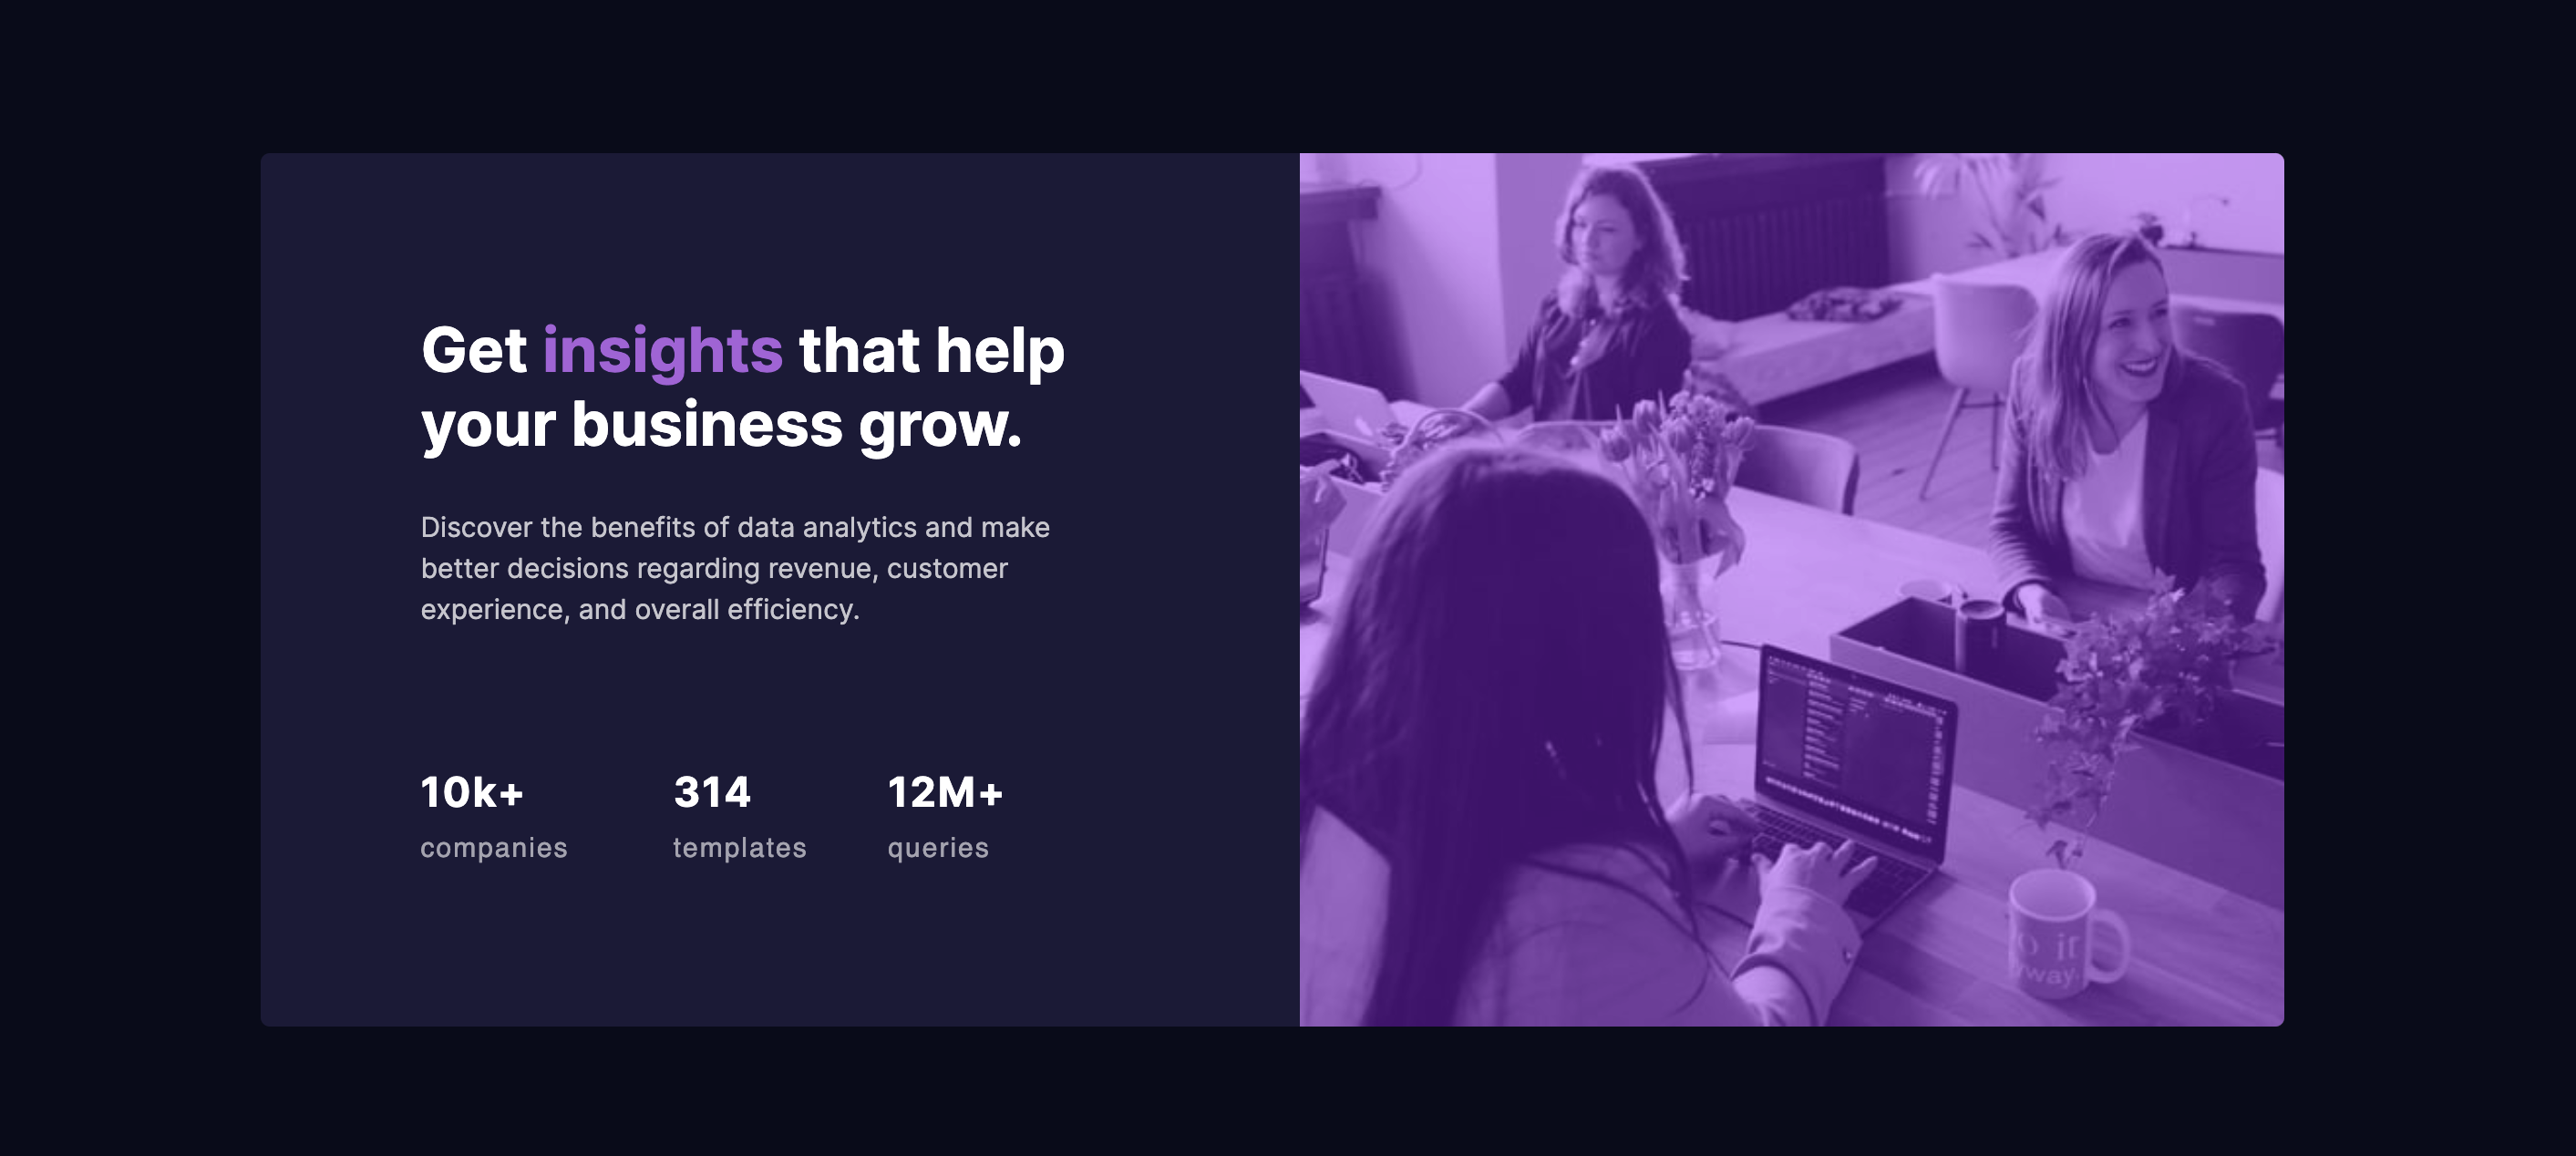 Get insights that help
your business grow.
Discover the benefits of data analytics and make
better decisions regarding revenue, customer
experience, and overall efficiency.
10k+
314
12M+
companies
templates
queries